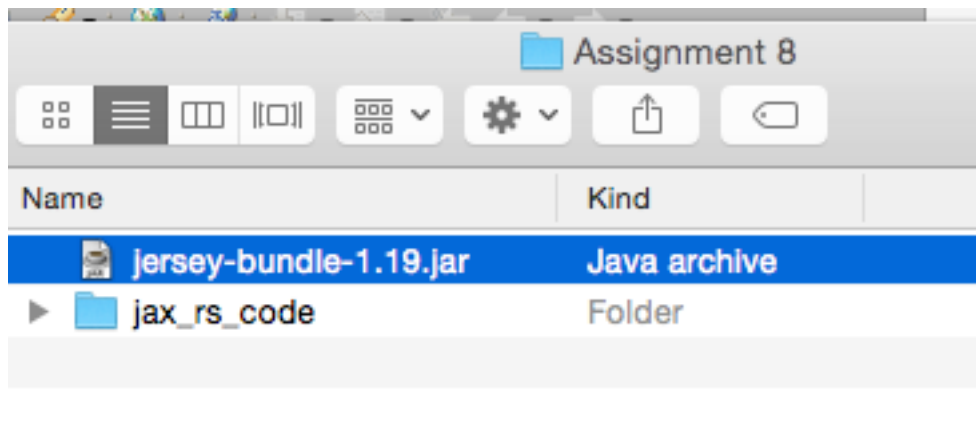 Assignment 8
Name Kind
jersey-bundle-1.19.jar Java archive
jax_rs_code Folder